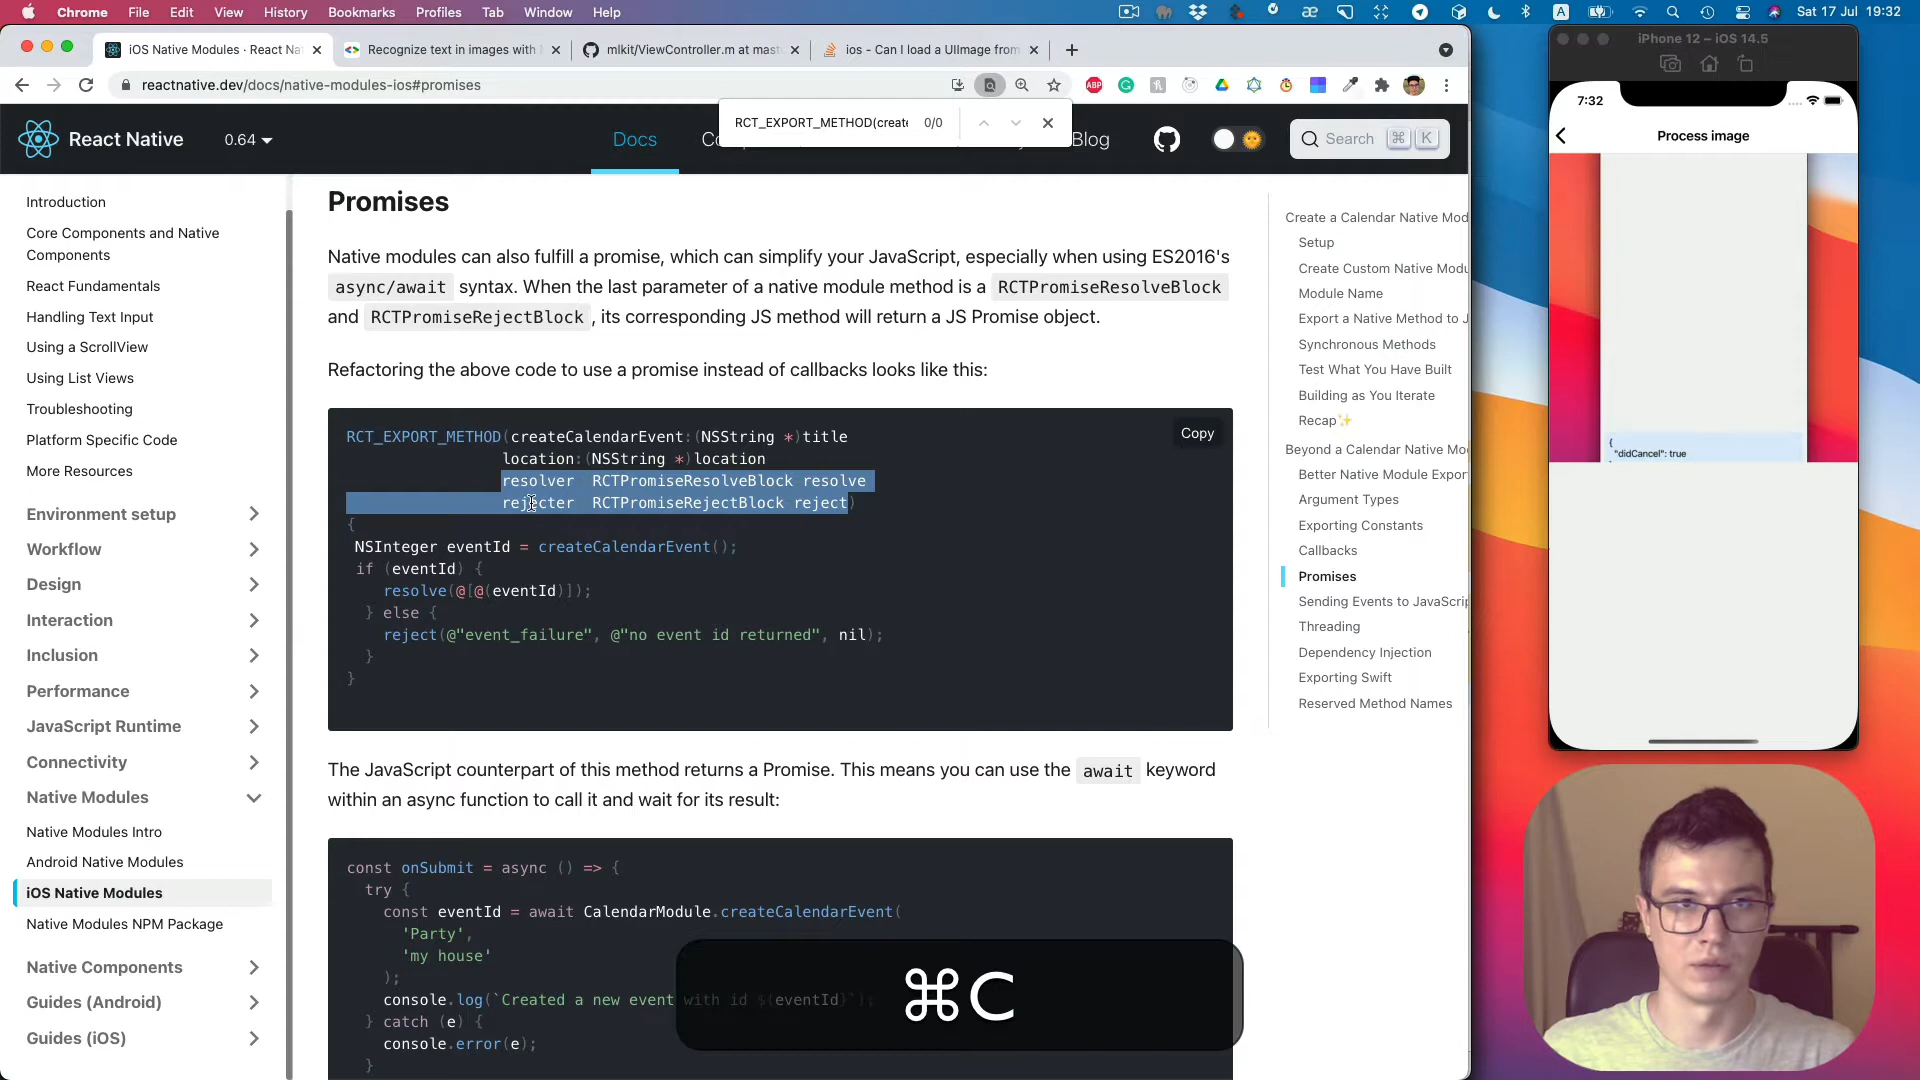 Chrome File Edit View History Bookmarks Profiles Tab Window Help
Sat 17 Jul 19:32
iOS Native Modules · React Na
Recognize text in images with
mlkit/ViewController.m at mast
ios - Can I load a UIImage from
reactnative.dev/docs/native-modules-ios#promises
RCT_EXPORT_METHOD(create 0/0
React Native
0.64
Docs
Blog
Search ⌘ K
Introduction
Core Components and Native
Components
React Fundamentals
Handling Text Input
Using a ScrollView
Using List Views
Troubleshooting
Platform Specific Code
More Resources
Environment setup
Workflow
Design
Interaction
Inclusion
Performance
JavaScript Runtime
Connectivity
Native Modules
Native Modules Intro
Android Native Modules
iOS Native Modules
Native Modules NPM Package
Native Components
Guides (Android)
Guides (iOS)
Promises
Native modules can also fulfill a promise, which can simplify your JavaScript, especially when using ES2016's
async/await syntax. When the last parameter of a native module method is a RCTPromiseResolveBlock
and RCTPromiseRejectBlock, its corresponding JS method will return a JS Promise object.
Refactoring the above code to use a promise instead of callbacks looks like this:
Copy
RCT_EXPORT_METHOD(createCalendarEvent:(NSString *)title
location:(NSString *)location
resolver RCTPromiseResolveBlock resolve
rejecter RCTPromiseRejectBlock reject)
{
NSInteger eventId = createCalendarEvent();
if (eventId) {
resolve(@[@(eventId)]);
} else {
reject(@"event_failure", @"no event id returned", nil);
}
}
The JavaScript counterpart of this method returns a Promise. This means you can use the await keyword
within an async function to call it and wait for its result:
const onSubmit = async () => {
try {
const eventId = await CalendarModule.createCalendarEvent(
'Party',
'my house'
);
console.log(`Created a new event with id ${eventId}`);
} catch (e) {
console.error(e);
}
⌘C
Create a Calendar Native Mod
Setup
Create Custom Native Modu
Module Name
Export a Native Method to J
Synchronous Methods
Test What You Have Built
Building as You Iterate
Recap✨
Beyond a Calendar Native Mo
Better Native Module Expor
Argument Types
Exporting Constants
Callbacks
Promises
Sending Events to JavaScrip
Threading
Dependency Injection
Exporting Swift
Reserved Method Names
iPhone 12 – iOS 14.5
7:32
Process image
{
"didCancel": true